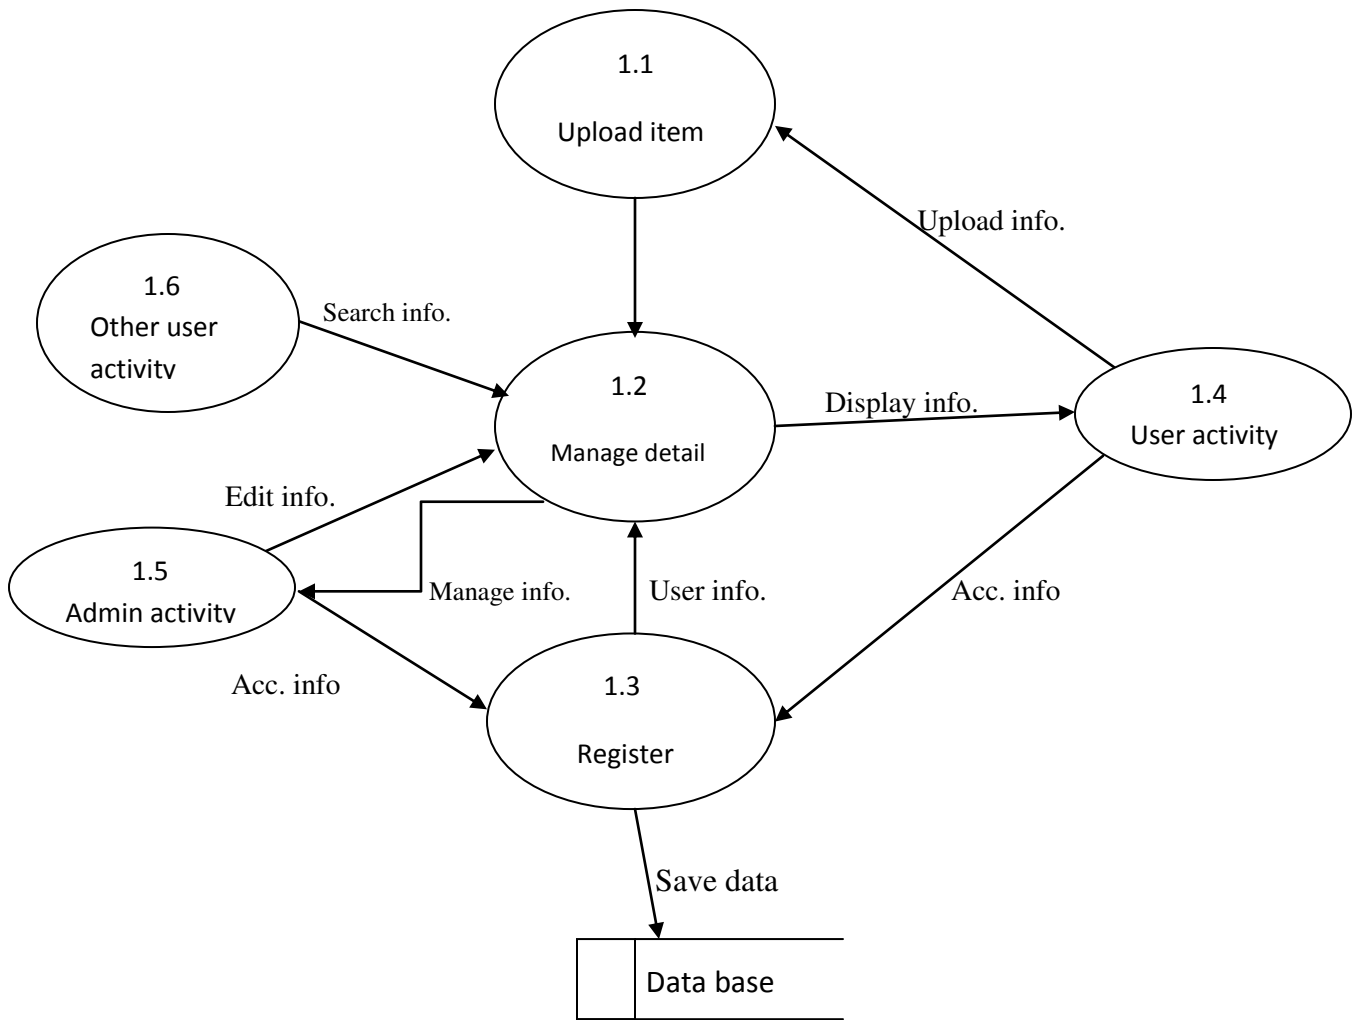 1.1
Upload item
Upload info.
1.6
Other user
activity
Search info.
1.2
Manage detail
Display info.
1.4
User activity
Edit info.
1.5
Admin activity
Manage info.
User info.
Acc. info
Acc. info
1.3
Register
Save data
Data base